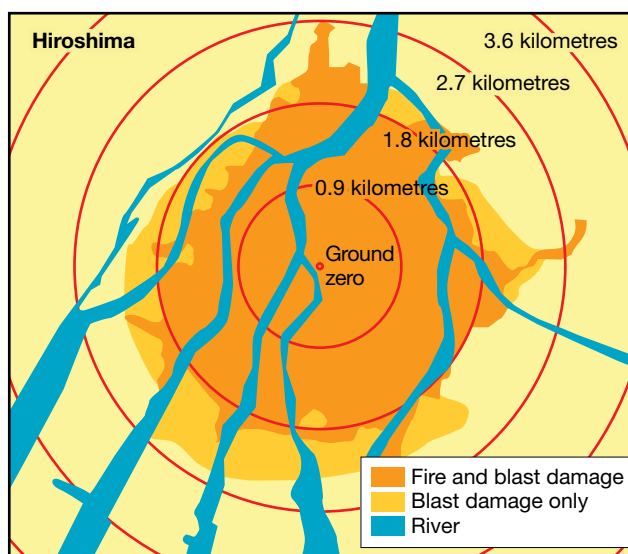 Hiroshima
3.6 kilometres
2.7 kilometres
1.8 kilometres
0.9 kilometres
Ground
zero
Fire and blast damage
Blast damage only
River